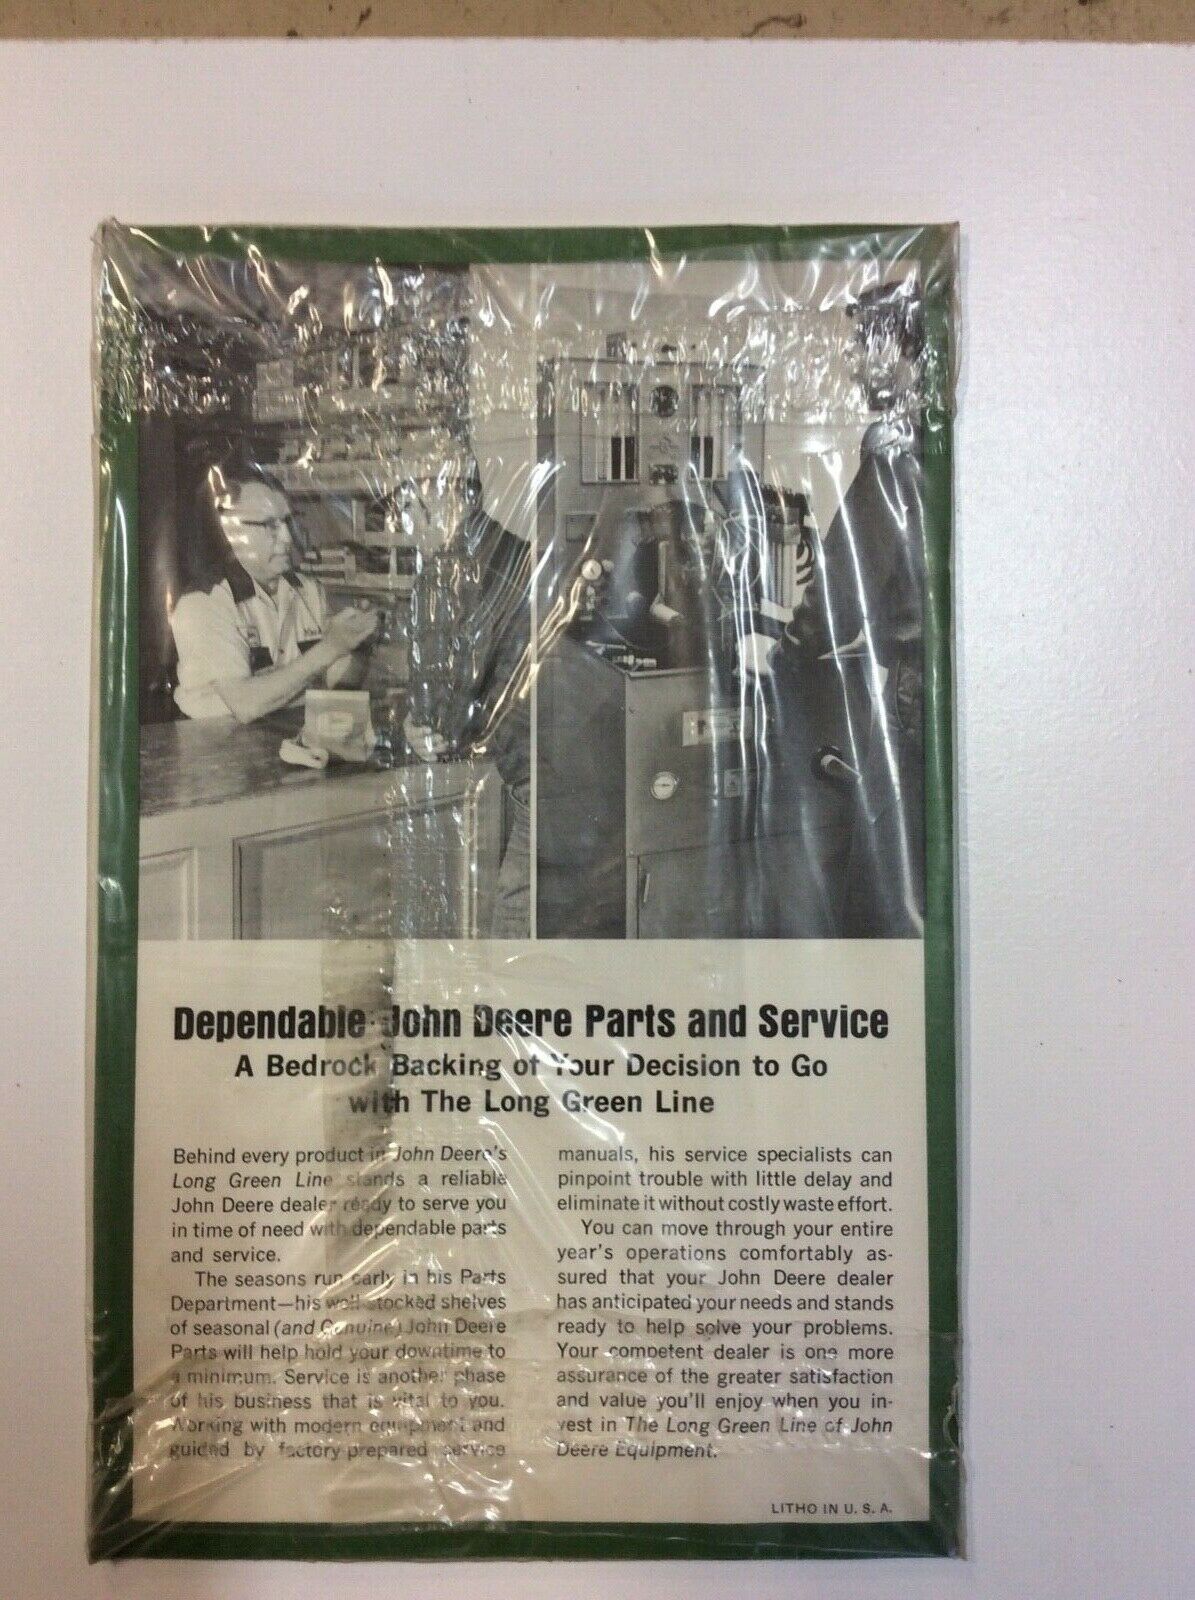 Dependable John Deere Parts and Service
A Bedrock Backing of Your Decision to Go
with The Long Green Line
Behind every product in John Deere's
Long Green Line stands a reliable
John Deere dealer ready to serve you
in time of need with dependable parts
and service.
The seasons run early in his Parts
Department—his well-stocked shelves
of seasonal (and Genuine) John Deere
Parts will help hold your downtime to
a minimum. Service is another phase
of his business that is vital to you.
Working with modern equipment and
guided by factory-prepared service
manuals, his service specialists can
pinpoint trouble with little delay and
eliminate it without costly waste effort.
You can move through your entire
year's operations comfortably as-
sured that your John Deere dealer
has anticipated your needs and stands
ready to help solve your problems.
Your competent dealer is one more
assurance of the greater satisfaction
and value you'll enjoy when you in-
vest in The Long Green Line of John
Deere Equipment.
LITHO IN U. S. A.